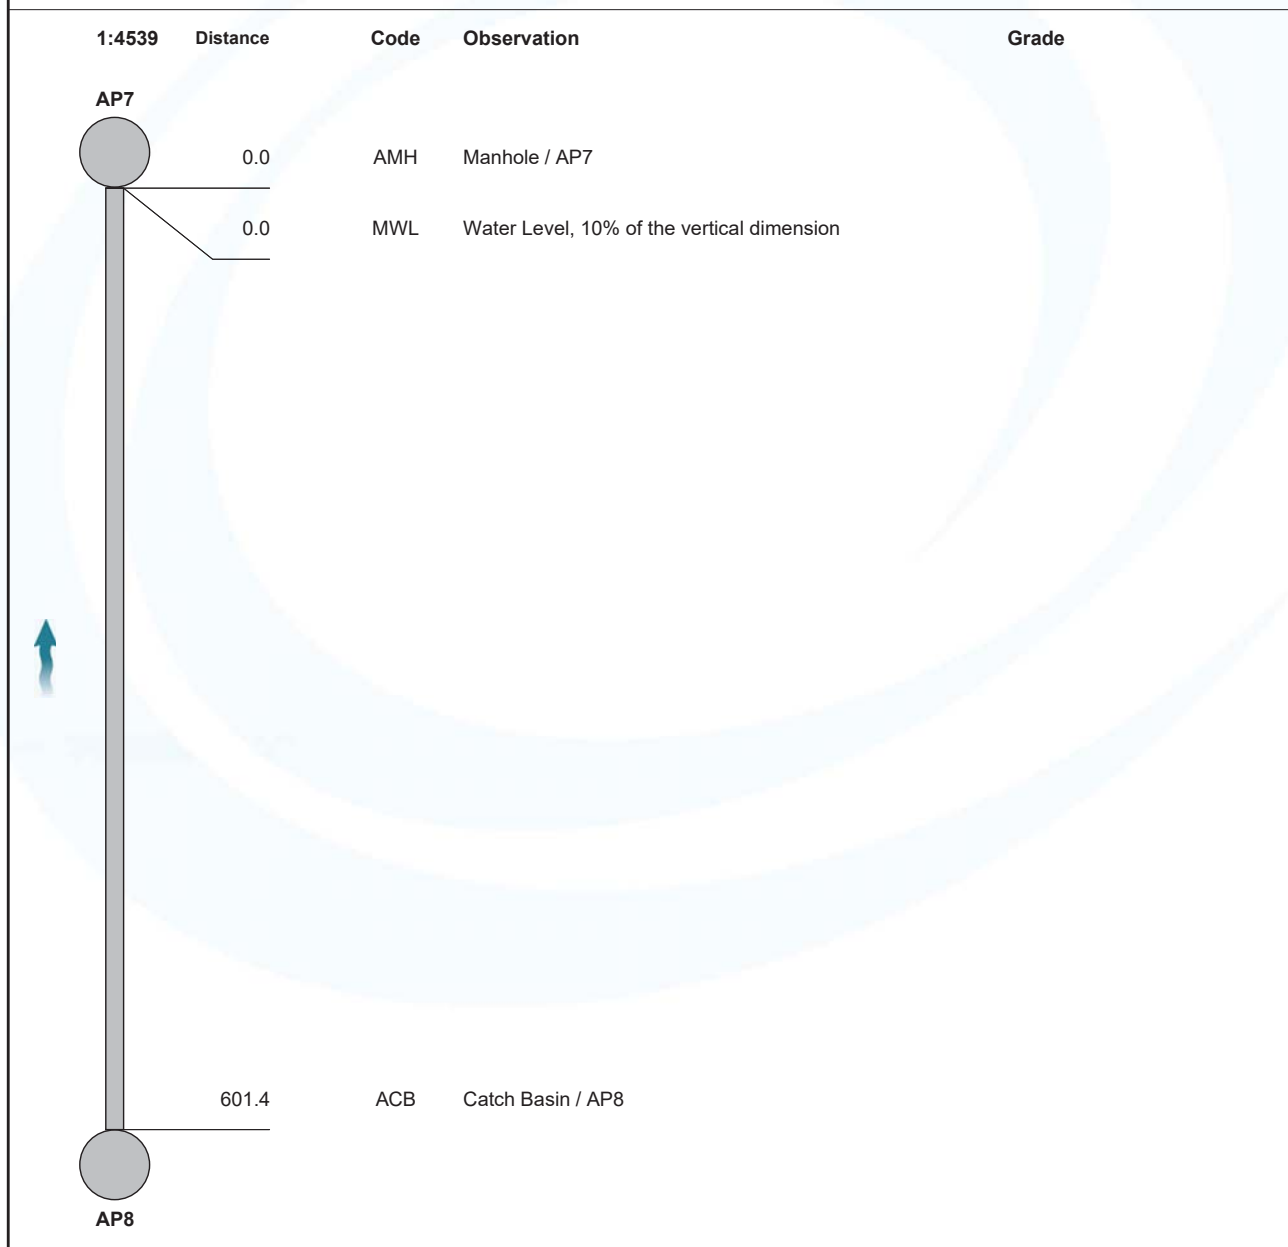 1:4539 Distance Code Observation Grade
AP7
0.0 AMH Manhole / AP7
0.0 MWL Water Level, 10% of the vertical dimension
601.4 ACB Catch Basin / AP8
AP8